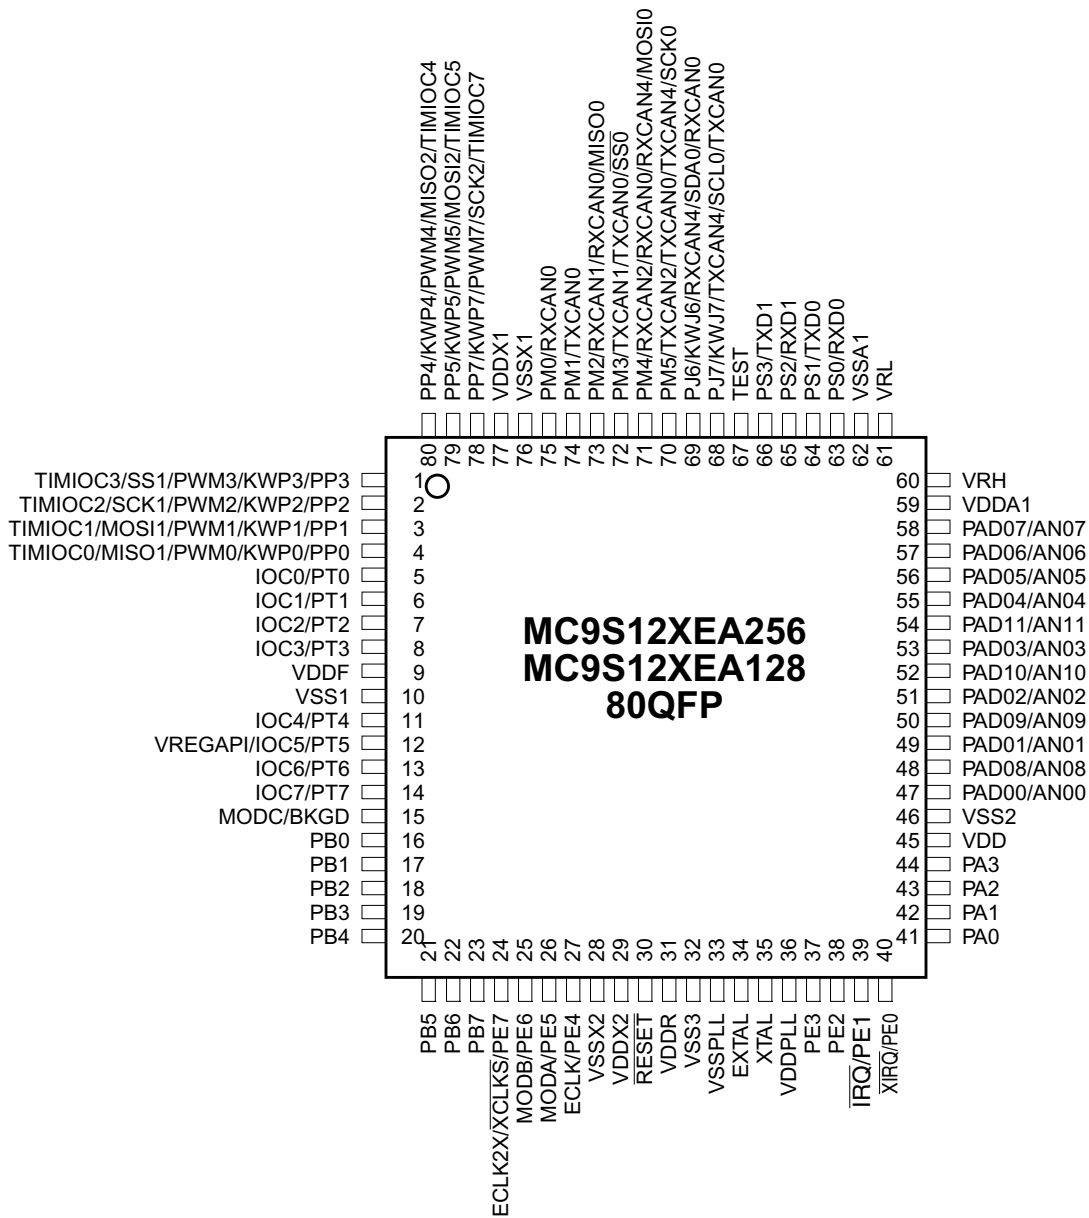 PP4/KWP4/PWM4/MISO2/TIMIOC4
PP5/KWP5/PWM5/MOSI2/TIMIOC5
PP7/KWP7/PWM7/SCK2/TIMIOC7
VDDX1
VSSX1
PM0/RXCAN0
PM1/TXCAN0
PM2/RXCAN1/RXCAN0/MISO0
PM3/TXCAN1/TXCAN0/SS0
PM4/RXCAN2/RXCAN0/RXCAN4/MOSI0
PM5/TXCAN2/TXCAN0/TXCAN4/SCK0
PJ6/KWJ6/RXCAN4/SDA0/RXCAN0
PJ7/KWJ7/TXCAN4/SCL0/TXCAN0
TEST
PS3/TXD1
PS2/RXD1
PS1/TXD0
PS0/RXD0
VSSA1
VRL
80 79 78 77 76 75 74 73 72 71 70 69 68 67 66 65 64 63 62 61
TIMIOC3/SS1/PWM3/KWP3/PP3 1
TIMIOC2/SCK1/PWM2/KWP2/PP2 2
TIMIOC1/MOSI1/PWM1/KWP1/PP1 3
TIMIOC0/MISO1/PWM0/KWP0/PP0 4
IOC0/PT0 5
IOC1/PT1 6
IOC2/PT2 7
IOC3/PT3 8
VDDF 9
VSS1 10
IOC4/PT4 11
VREGAPI/IOC5/PT5 12
IOC6/PT6 13
IOC7/PT7 14
MODC/BKGD 15
PB0 16
PB1 17
PB2 18
PB3 19
PB4 20
MC9S12XEA256
MC9S12XEA128
80QFP
60 VRH
59 VDDA1
58 PAD07/AN07
57 PAD06/AN06
56 PAD05/AN05
55 PAD04/AN04
54 PAD11/AN11
53 PAD03/AN03
52 PAD10/AN10
51 PAD02/AN02
50 PAD09/AN09
49 PAD01/AN01
48 PAD08/AN08
47 PAD00/AN00
46 VSS2
45 VDD
44 PA3
43 PA2
42 PA1
41 PA0
21 22 23 24 25 26 27 28 29 30 31 32 33 34 35 36 37 38 39 40
PB5
PB6
PB7
ECLK2X/XCLKS/PE7
MODB/PE6
MODA/PE5
ECLK/PE4
VSSX2
VDDX2
RESET
VDDR
VSS3
VSSPLL
EXTAL
XTAL
VDDPLL
PE3
PE2
IRQ/PE1
XIRQ/PE0